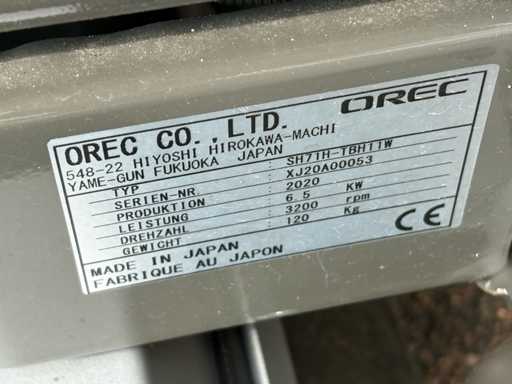 OREC CO.,LTD. OREC
548-22 HIYOSHI HIROKAWA-MACHI
YAME-GUN FUKUOKA JAPAN
TYP SH71H-TBH11W
SERIEN-NR. XJ20A00053
PRODUKTION 2020
LEISTUNG 6.5 KW
DREHZAHL 3200 rpm
GEWICHT 120 Kg
MADE IN JAPAN
FABRIQUE AU JAPON
CE